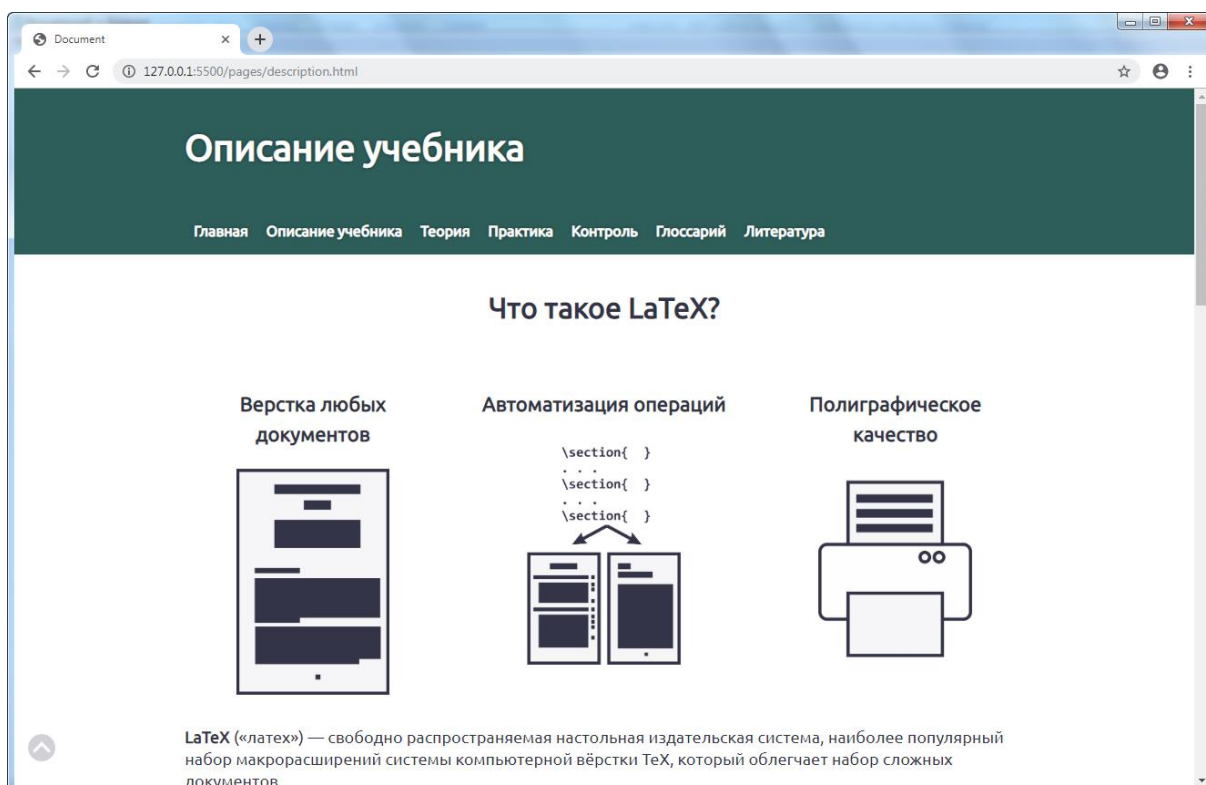 Document
127.0.0.1:5500/pages/description.html
Описание учебника
Главная Описание учебника Теория Практика Контроль Глоссарий Литература
Что такое LaTeX?
Верстка любых
документов
Автоматизация операций
\section{ }
. . .
\section{ }
. . .
\section{ }
Полиграфическое
качество
LaTeX («латех») — свободно распространяемая настольная издательская система, наиболее популярный
набор макрорасширений системы компьютерной вёрстки TeX, который облегчает набор сложных
документов